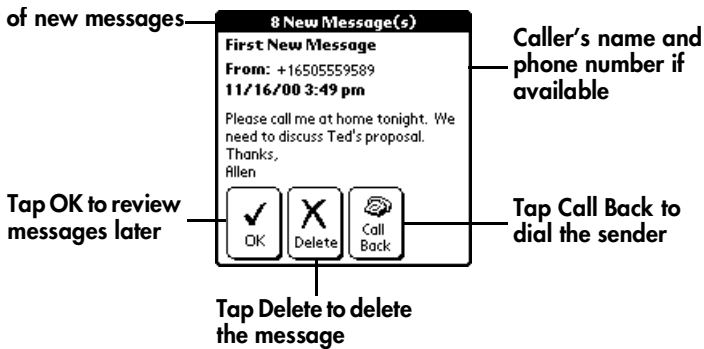 of new messages
8 New Message(s)
First New Message
From: +16505559589
11/16/00 3:49 pm
Please call me at home tonight. We
need to discuss Ted's proposal.
Thanks,
Allen
OK
Delete
Call
Back
Caller's name and
phone number if
available
Tap OK to review
messages later
Tap Call Back to
dial the sender
Tap Delete to delete
the message